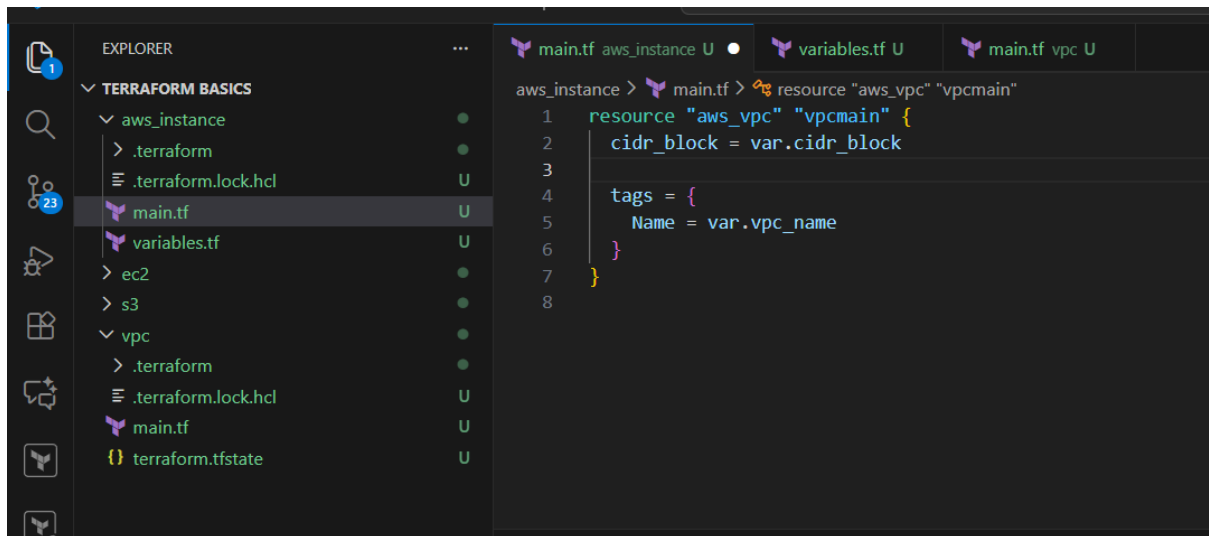 EXPLORER ...
main.tf aws_instance U ●
variables.tf U
main.tf vpc U
TERRAFORM BASICS
aws_instance
.terraform
.terraform.lock.hcl U
main.tf U
variables.tf U
ec2
s3
vpc
.terraform
.terraform.lock.hcl U
main.tf U
{} terraform.tfstate U
1
23
aws_instance > main.tf > resource "aws_vpc" "vpcmain"
1 resource "aws_vpc" "vpcmain" {
2 cidr_block = var.cidr_block
3
4 tags = {
5 Name = var.vpc_name
6 }
7 }
8